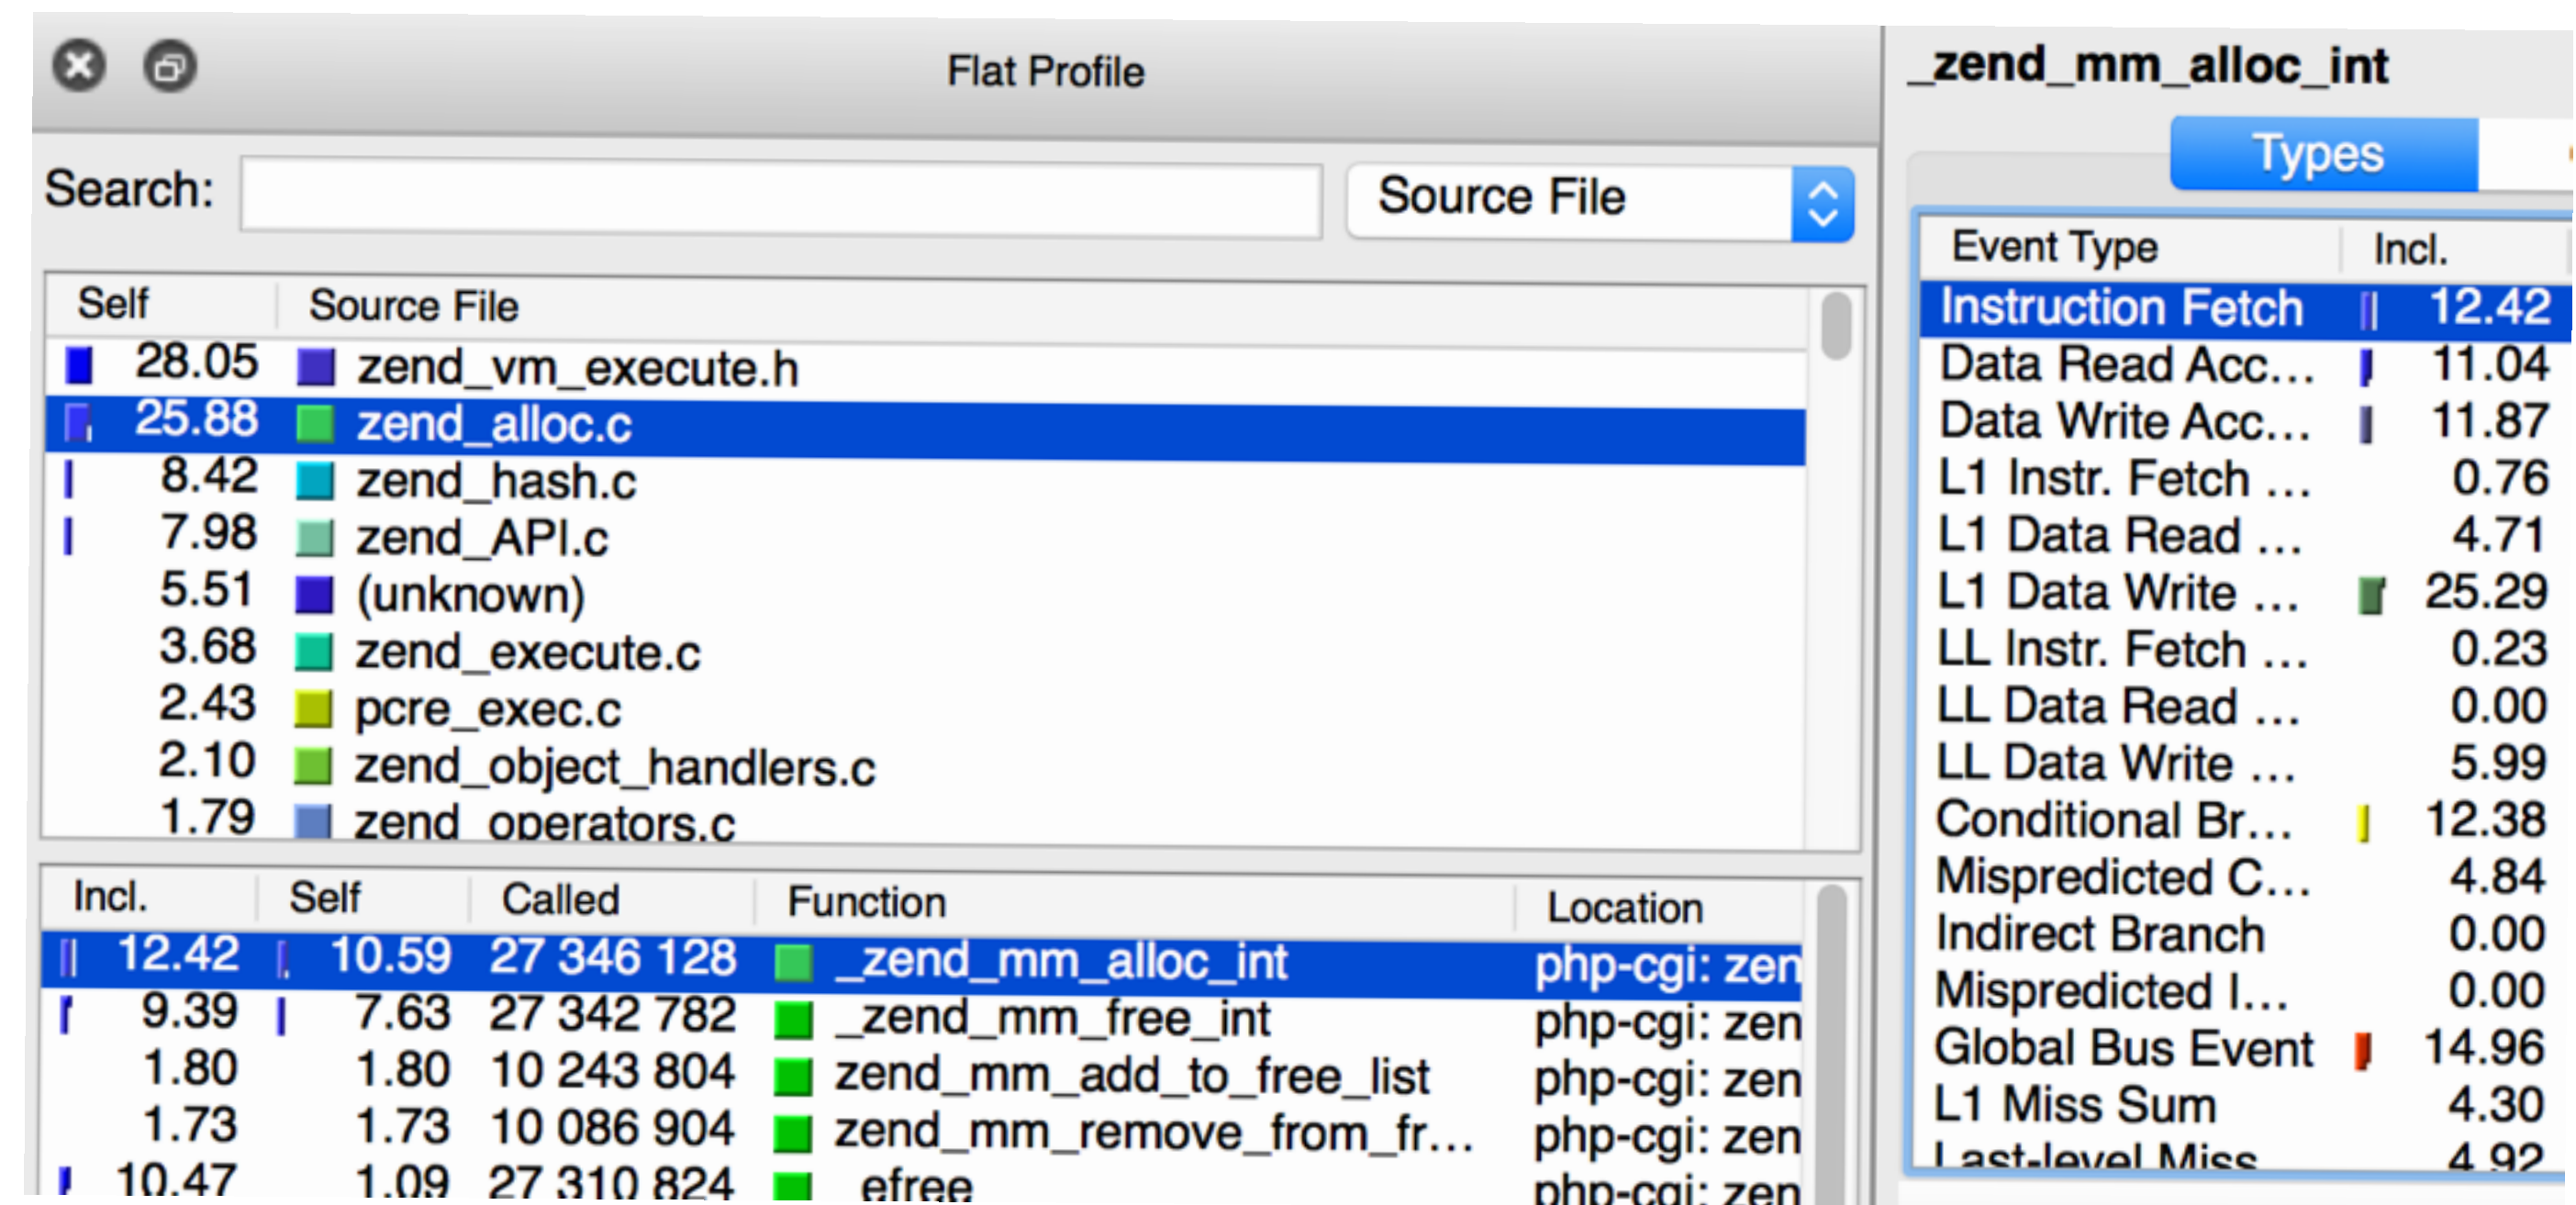 Flat Profile
Search:
Source File
Self Source File
28.05 zend_vm_execute.h
25.88 zend_alloc.c
8.42 zend_hash.c
7.98 zend_API.c
5.51 (unknown)
3.68 zend_execute.c
2.43 pcre_exec.c
2.10 zend_object_handlers.c
1.79 zend_operators.c
Incl. Self Called Function Location
12.42 10.59 27 346 128 _zend_mm_alloc_int php-cgi: zen
9.39 7.63 27 342 782 _zend_mm_free_int php-cgi: zen
1.80 1.80 10 243 804 zend_mm_add_to_free_list php-cgi: zen
1.73 1.73 10 086 904 zend_mm_remove_from_fr... php-cgi: zen
10.47 1.09 27 310 824 efree php-cgi: zen
_zend_mm_alloc_int
Types
Event Type Incl.
Instruction Fetch 12.42
Data Read Acc... 11.04
Data Write Acc... 11.87
L1 Instr. Fetch ... 0.76
L1 Data Read ... 4.71
L1 Data Write ... 25.29
LL Instr. Fetch ... 0.23
LL Data Read ... 0.00
LL Data Write ... 5.99
Conditional Br... 12.38
Mispredicted C... 4.84
Indirect Branch 0.00
Mispredicted I... 0.00
Global Bus Event 14.96
L1 Miss Sum 4.30
Last-level Miss 4.92